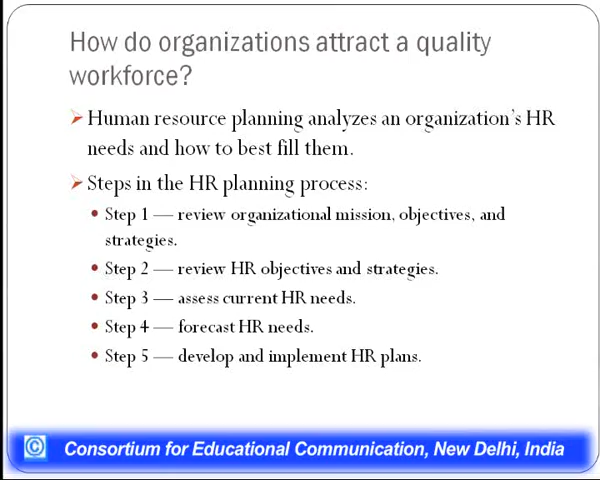 How do organizations attract a quality
workforce?
➢ Human resource planning analyzes an organization's HR
needs and how to best fill them.
➢ Steps in the HR planning process:
• Step 1 — review organizational mission, objectives, and
strategies.
• Step 2 — review HR objectives and strategies.
• Step 3 — assess current HR needs.
• Step 4 — forecast HR needs.
• Step 5 — develop and implement HR plans.
© Consortium for Educational Communication, New Delhi, India